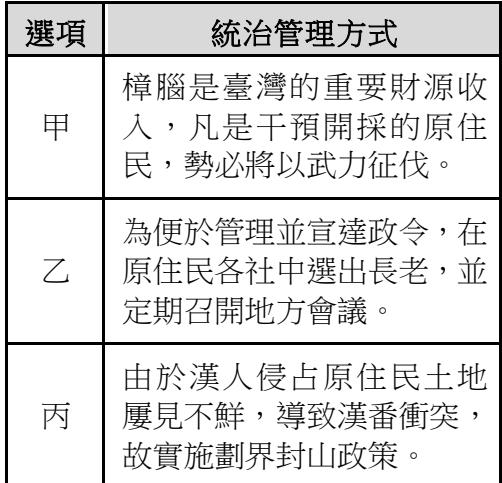 選項 統治管理方式
甲
樟腦是臺灣的重要財源收
入，凡是干預開採的原住
民，勢必將以武力征伐。
乙
為便於管理並宣達政令，在
原住民各社中選出長老，並
定期召開地方會議。
丙
由於漢人侵占原住民土地
屢見不鮮，導致漢番衝突，
故實施劃界封山政策。